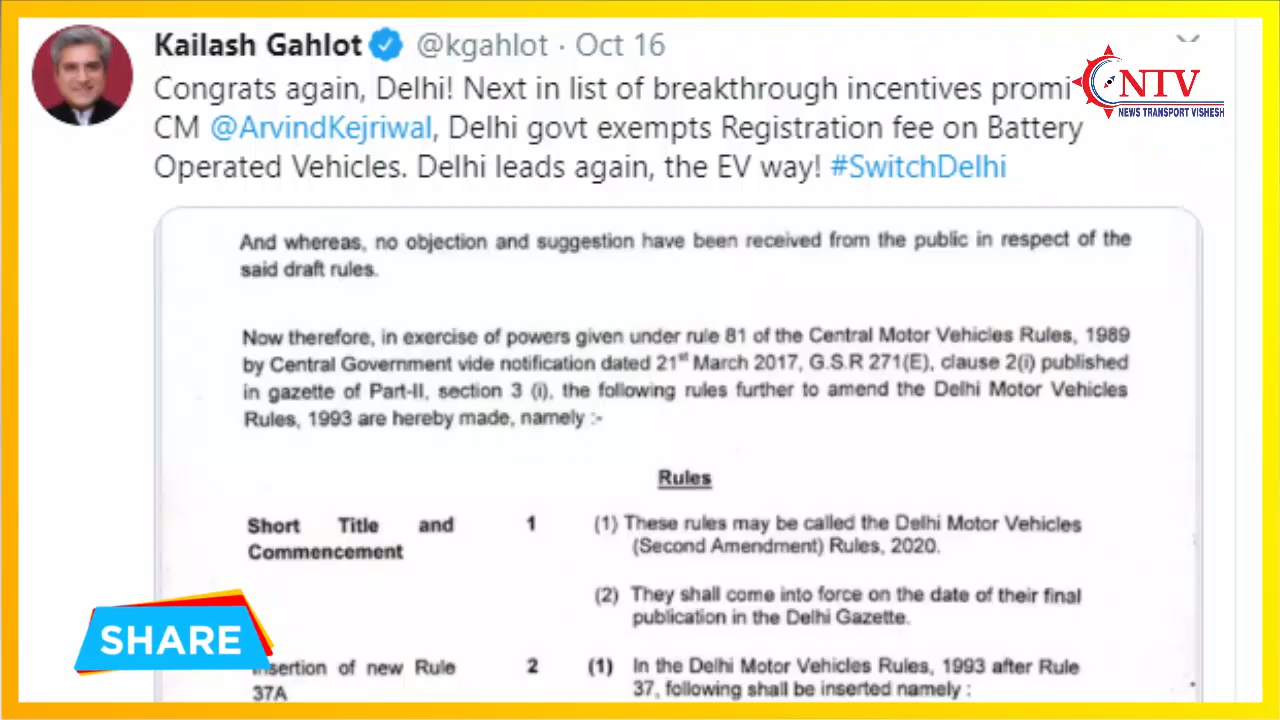 Kailash Gahlot @kgahlot · Oct 16
Congrats again, Delhi! Next in list of breakthrough incentives promi
CM @ArvindKejriwal, Delhi govt exempts Registration fee on Battery
Operated Vehicles. Delhi leads again, the EV way! #SwitchDelhi
NTV
NEWS TRANSPORT VISHESH
And whereas, no objection and suggestion have been received from the public in respect of the
said draft rules.
Now therefore, in exercise of powers given under rule 81 of the Central Motor Vehicles Rules, 1989
by Central Government vide notification dated 21st March 2017, G.S.R 271(E), clause 2(i) published
in gazette of Part-II, section 3 (i), the following rules further to amend the Delhi Motor Vehicles
Rules, 1993 are hereby made, namely :-
Rules
Short Title and 1 (1) These rules may be called the Delhi Motor Vehicles
Commencement (Second Amendment) Rules, 2020.
(2) They shall come into force on the date of their final
publication in the Delhi Gazette.
SHARE
Insertion of new Rule 2 (1) In the Delhi Motor Vehicles Rules, 1993 after Rule
37A 37, following shall be inserted namely :